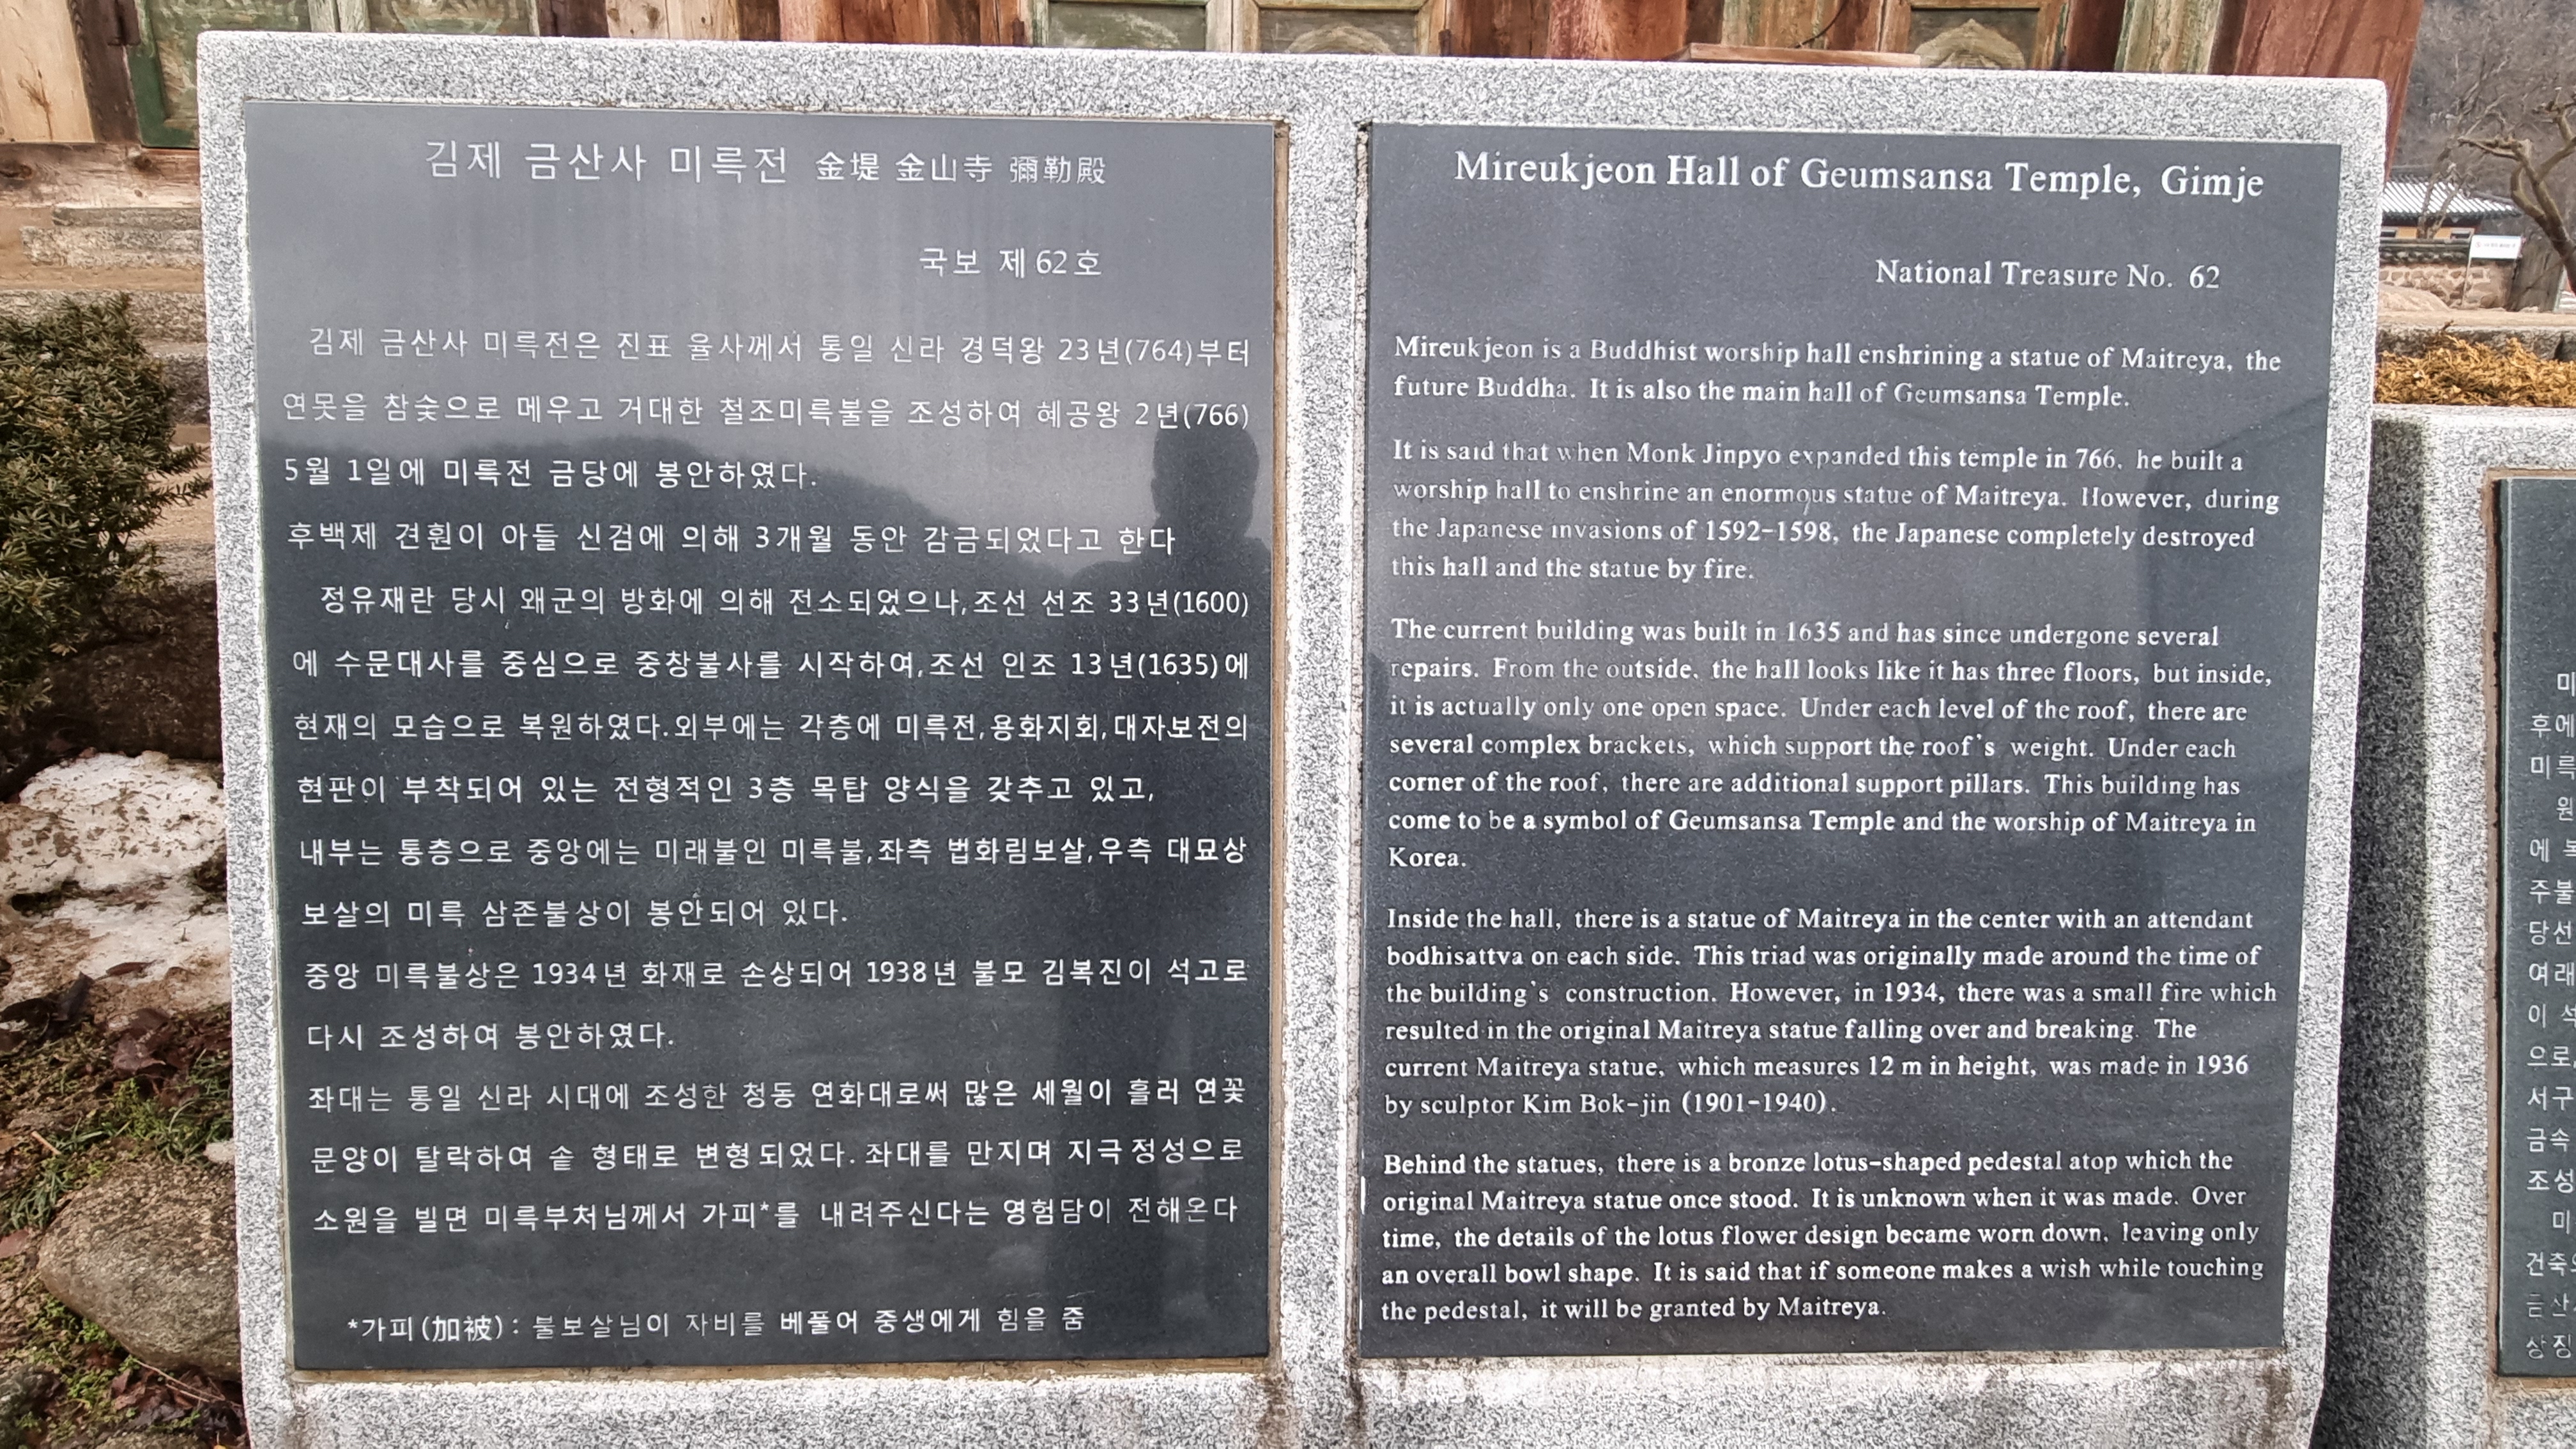 김제 금산사 미륵전 金堤 金山寺 彌勒殿
국보 제62호
김제 금산사 미륵전은 진표 율사께서 통일 신라 경덕왕 23년(764)부터
연못을 참숯으로 메우고 거대한 철조미륵불을 조성하여 혜공왕 2년(766)
5월 1일에 미륵전 금당에 봉안하였다.
후백제 견훤이 아들 신검에 의해 3개월 동안 감금되었다고 한다
정유재란 당시 왜군의 방화에 의해 전소되었으나,조선 선조 33년(1600)
에 수문대사를 중심으로 중창불사를 시작하여,조선 인조 13년(1635)에
현재의 모습으로 복원하였다.외부에는 각층에 미륵전,용화지회,대자보전의
현판이 부착되어 있는 전형적인 3층 목탑 양식을 갖추고 있고,
내부는 통층으로 중앙에는 미래불인 미륵불,좌측 법화림보살,우측 대묘상
보살의 미륵 삼존불상이 봉안되어 있다.
중앙 미륵불상은 1934년 화재로 손상되어 1938년 불모 김복진이 석고로
다시 조성하여 봉안하였다.
좌대는 통일 신라 시대에 조성한 청동 연화대로써 많은 세월이 흘러 연꽃
문양이 탈락하여 솥 형태로 변형되었다. 좌대를 만지며 지극정성으로
소원을 빌면 미륵부처님께서 가피*를 내려주신다는 영험담이 전해온다
*가피(加被) : 불보살님이 자비를 베풀어 중생에게 힘을 줌
Mireukjeon Hall of Geumsansa Temple, Gimje
National Treasure No. 62
Mireukjeon is a Buddhist worship hall enshrining a statue of Maitreya, the
future Buddha. It is also the main hall of Geumsansa Temple.
It is said that when Monk Jinpyo expanded this temple in 766, he built a
worship hall to enshrine an enormous statue of Maitreya. However, during
the Japanese invasions of 1592-1598, the Japanese completely destroyed
this hall and the statue by fire.
The current building was built in 1635 and has since undergone several
repairs. From the outside, the hall looks like it has three floors, but inside,
it is actually only one open space. Under each level of the roof, there are
several complex brackets, which support the roof's weight. Under each
corner of the roof, there are additional support pillars. This building has
come to be a symbol of Geumsansa Temple and the worship of Maitreya in
Korea.
Inside the hall, there is a statue of Maitreya in the center with an attendant
bodhisattva on each side. This triad was originally made around the time of
the building's construction. However, in 1934, there was a small fire which
resulted in the original Maitreya statue falling over and breaking. The
current Maitreya statue, which measures 12 m in height, was made in 1936
by sculptor Kim Bok-jin (1901-1940).
Behind the statues, there is a bronze lotus-shaped pedestal atop which the
original Maitreya statue once stood. It is unknown when it was made. Over
time, the details of the lotus flower design became worn down, leaving only
an overall bowl shape. It is said that if someone makes a wish while touching
the pedestal, it will be granted by Maitreya.
후에
미륵
에
주불
당선
여래
이
으로,
서구
금속
조성
미
건축
금산
상징